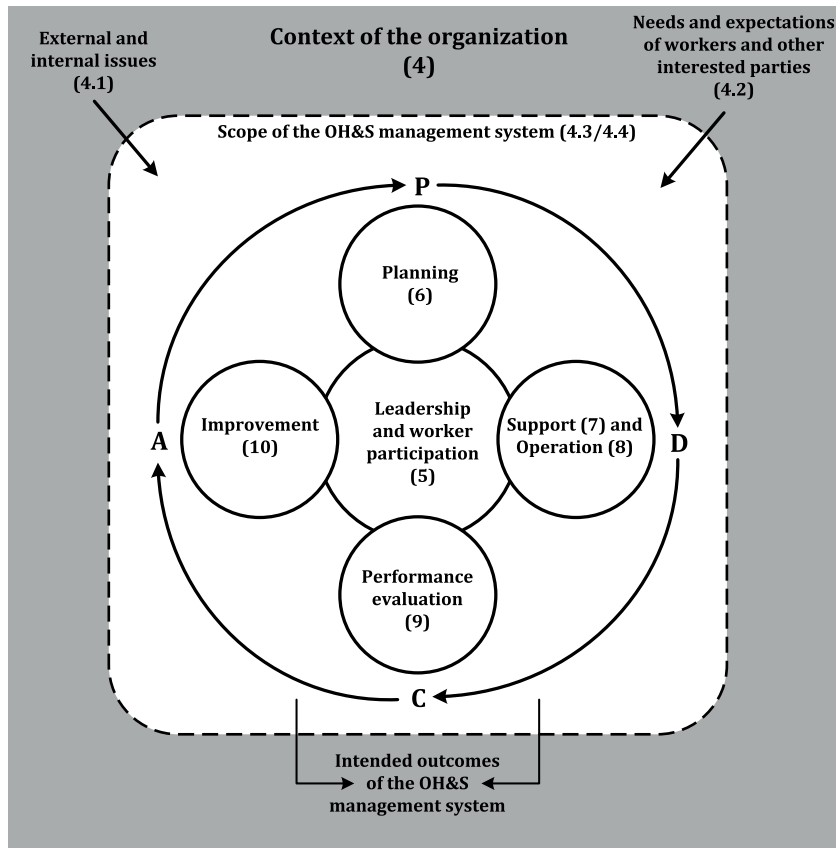 External and
internal issues
(4.1)
Context of the organization
(4)
Needs and expectations
of workers and other
interested parties
(4.2)
Scope of the OH&S management system (4.3/4.4)
P
Planning
(6)
A
Improvement
(10)
Leadership
and worker
participation
(5)
Support (7) and
Operation (8)
D
Performance
evaluation
(9)
C
Intended outcomes
of the OH&S
management system